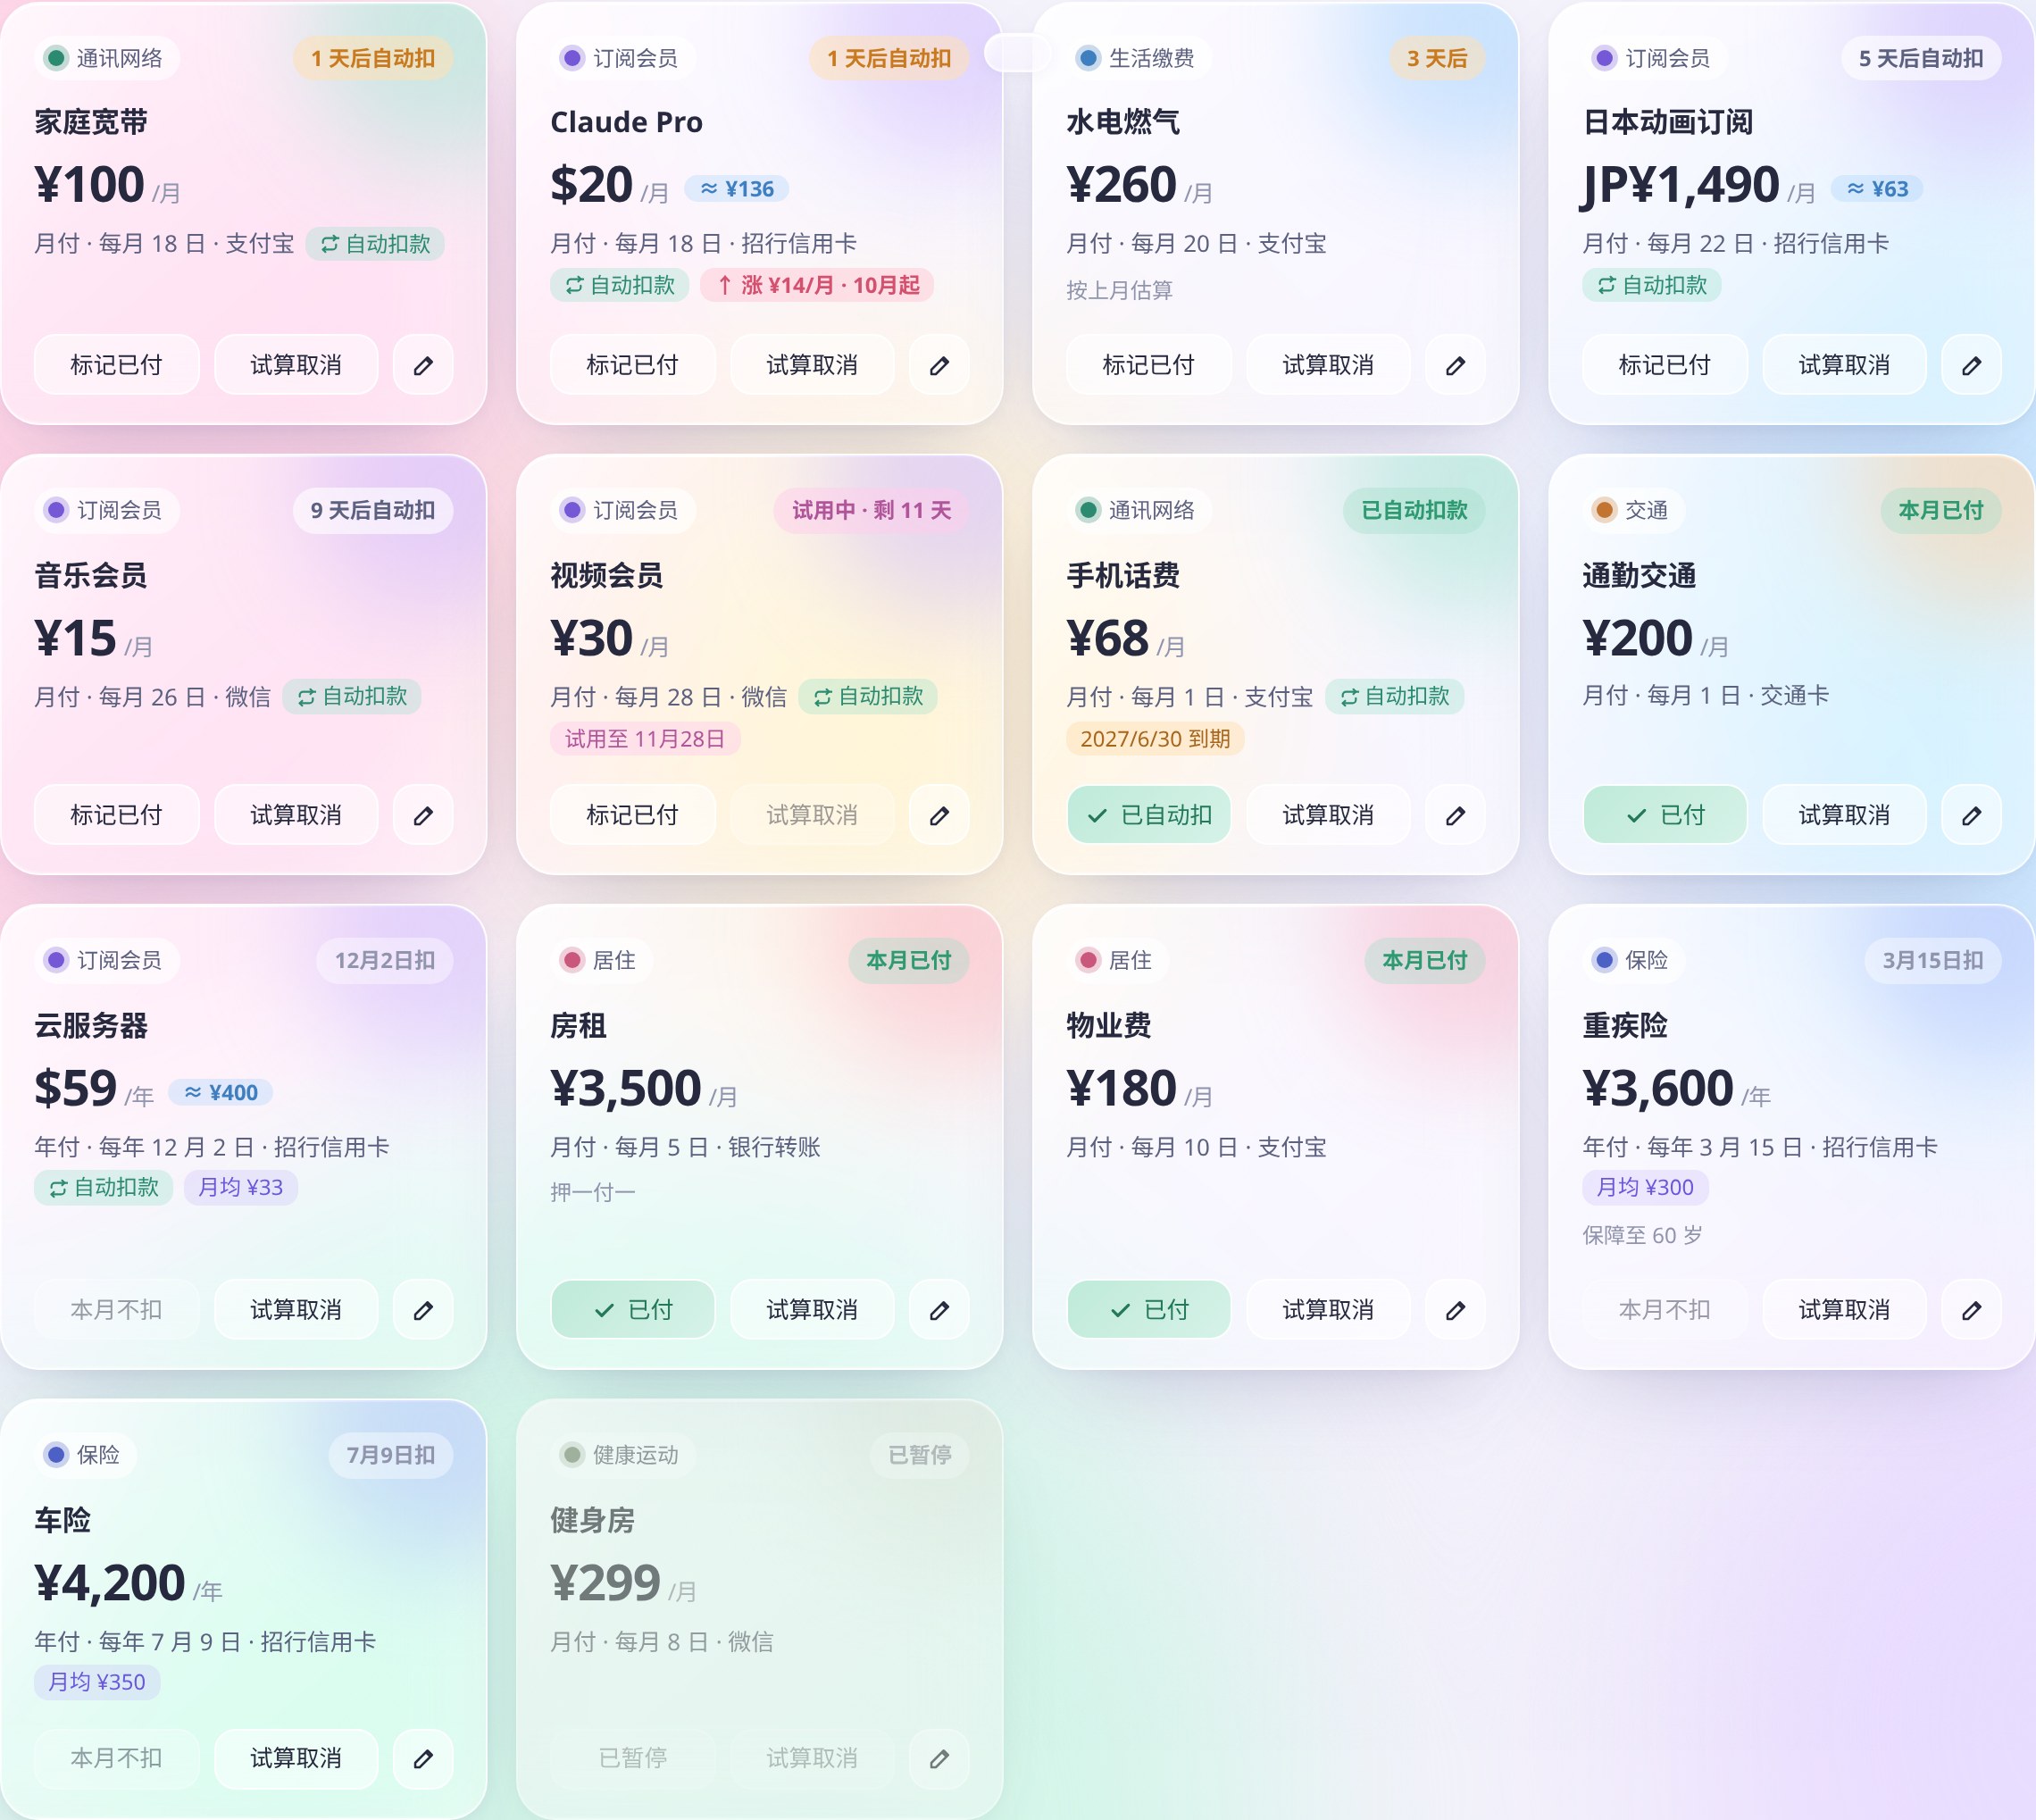 通讯网络
1 天后自动扣
家庭宽带
¥100 /月
月付 · 每月 18 日 · 支付宝 自动扣款
标记已付
试算取消
订阅会员
1 天后自动扣
Claude Pro
$20 /月 ≈ ¥136
月付 · 每月 18 日 · 招行信用卡
自动扣款 ↑ 涨 ¥14/月 · 10月起
标记已付
试算取消
生活缴费
3 天后
水电燃气
¥260 /月
月付 · 每月 20 日 · 支付宝
按上月估算
标记已付
试算取消
订阅会员
5 天后自动扣
日本动画订阅
JP¥1,490 /月 ≈ ¥63
月付 · 每月 22 日 · 招行信用卡
自动扣款
标记已付
试算取消
订阅会员
9 天后自动扣
音乐会员
¥15 /月
月付 · 每月 26 日 · 微信 自动扣款
标记已付
试算取消
订阅会员
试用中 · 剩 11 天
视频会员
¥30 /月
月付 · 每月 28 日 · 微信 自动扣款
试用至 11月28日
标记已付
试算取消
通讯网络
已自动扣款
手机话费
¥68 /月
月付 · 每月 1 日 · 支付宝 自动扣款
2027/6/30 到期
✓ 已自动扣
试算取消
交通
本月已付
通勤交通
¥200 /月
月付 · 每月 1 日 · 交通卡
✓ 已付
试算取消
订阅会员
12月2日扣
云服务器
$59 /年 ≈ ¥400
年付 · 每年 12 月 2 日 · 招行信用卡
自动扣款 月均 ¥33
本月不扣
试算取消
居住
本月已付
房租
¥3,500 /月
月付 · 每月 5 日 · 银行转账
押一付一
✓ 已付
试算取消
居住
本月已付
物业费
¥180 /月
月付 · 每月 10 日 · 支付宝
✓ 已付
试算取消
保险
3月15日扣
重疾险
¥3,600 /年
年付 · 每年 3 月 15 日 · 招行信用卡
月均 ¥300
保障至 60 岁
本月不扣
试算取消
保险
7月9日扣
车险
¥4,200 /年
年付 · 每年 7 月 9 日 · 招行信用卡
月均 ¥350
本月不扣
试算取消
健康运动
已暂停
健身房
¥299 /月
月付 · 每月 8 日 · 微信
已暂停
试算取消